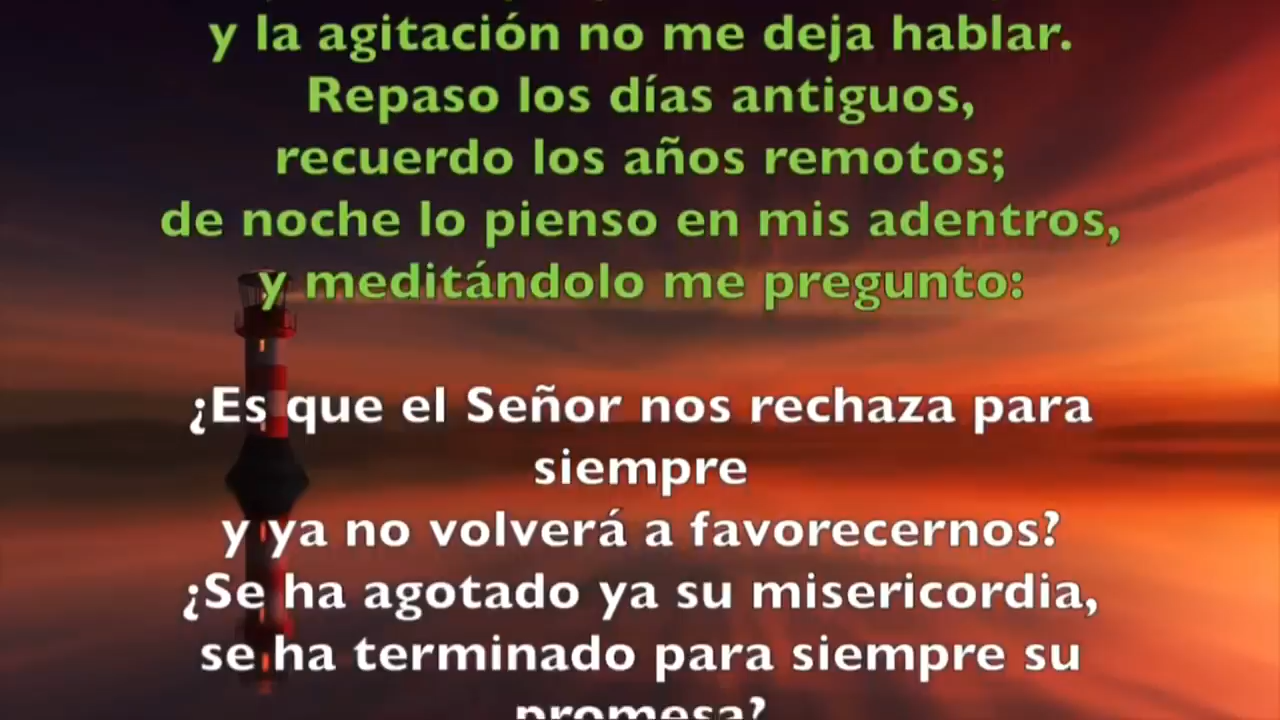 y la agitación no me deja hablar.
Repaso los días antiguos,
recuerdo los años remotos;
de noche lo pienso en mis adentros,
y meditándolo me pregunto:
¿Es que el Señor nos rechaza para
siempre
y ya no volverá a favorecernos?
¿Se ha agotado ya su misericordia,
se ha terminado para siempre su
promesa?